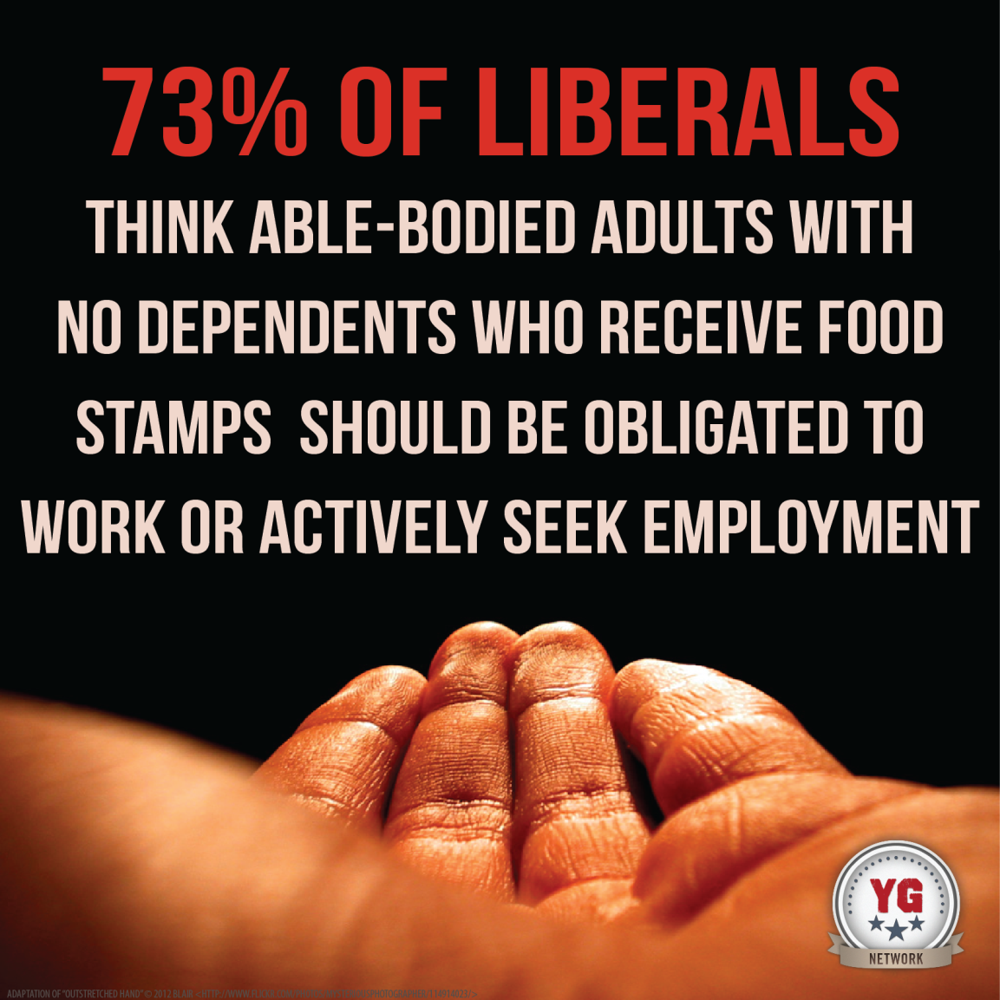 73% OF LIBERALS
THINK ABLE-BODIED ADULTS WITH
NO DEPENDENTS WHO RECEIVE FOOD
STAMPS SHOULD BE OBLIGATED TO
WORK OR ACTIVELY SEEK EMPLOYMENT
YG
NETWORK
ADAPTATION OF "OUTSTRETCHED HAND" © 2012 BLAIR